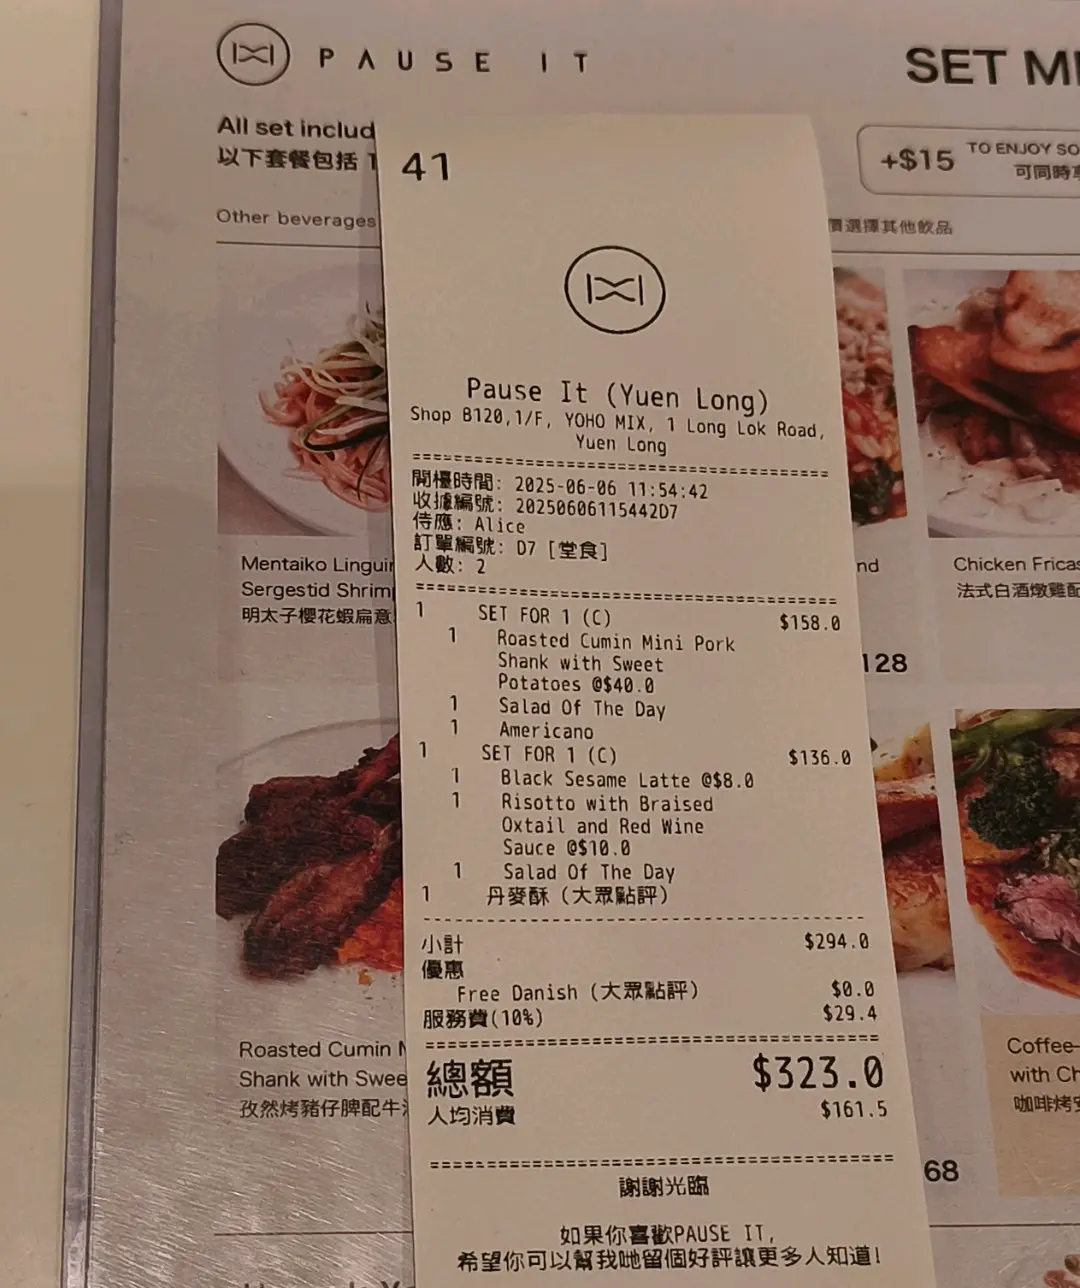 PAUSE IT
SET
All set includ
以下套餐包括
+$15
TO ENJOY SO
可同時
Other beverages
選擇其他飲品
41
Pause It (Yuen Long)
Shop B120,1/F, YOHO MIX, 1 Long Lok Road,
Yuen Long
開檯時間: 2025-06-06 11:54:42
收據編號: 20250606115442D7
侍應: Alice
訂單編號: D7 [堂食]
人數: 2
1 SET FOR 1 (C) $158.0
1 Roasted Cumin Mini Pork
Shank with Sweet
Potatoes @$40.0
1 Salad Of The Day
1 Americano
1 SET FOR 1 (C) $136.0
1 Black Sesame Latte @$8.0
1 Risotto with Braised
Oxtail and Red Wine
Sauce @$10.0
1 Salad Of The Day
1 丹麥酥 (大眾點評)
小計 $294.0
優惠
Free Danish (大眾點評) $0.0
服務費(10%) $29.4
總額 $323.0
人均消費 $161.5
謝謝光臨
如果你喜歡PAUSE IT,
希望你可以幫我哋留個好評讓更多人知道!
Mentaiko Lingui
Sergestid Shrim
明太子櫻花蝦扁意
nd
128
Chicken Fricas
法式白酒燉雞配
Roasted Cumin
Shank with Swee
孜然烤豬仔髀配牛
68
Coffee-
with Ch
咖啡烤